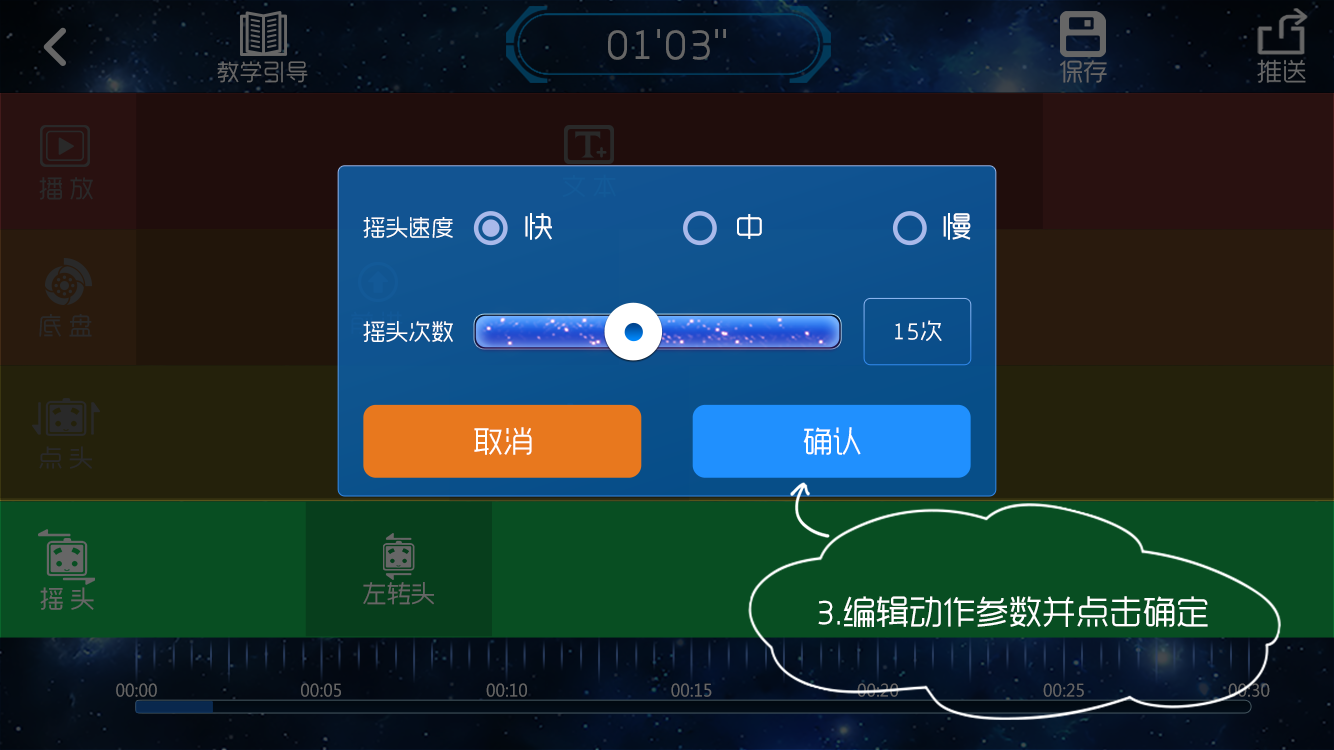 01'03"
教学引导
保存
推送
播放
文本
摇头速度
快
中
慢
底盘
摇头次数
15次
点头
取消
确认
摇头
左转头
3.编辑动作参数并点击确定
00:00
00:05
00:10
00:15
00:20
00:25
00:30